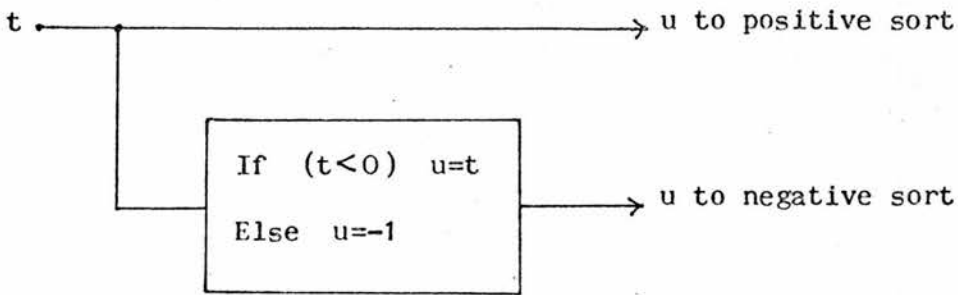 t u to positive sort
If (t<0) u=t
u to negative sort
Else u=-1